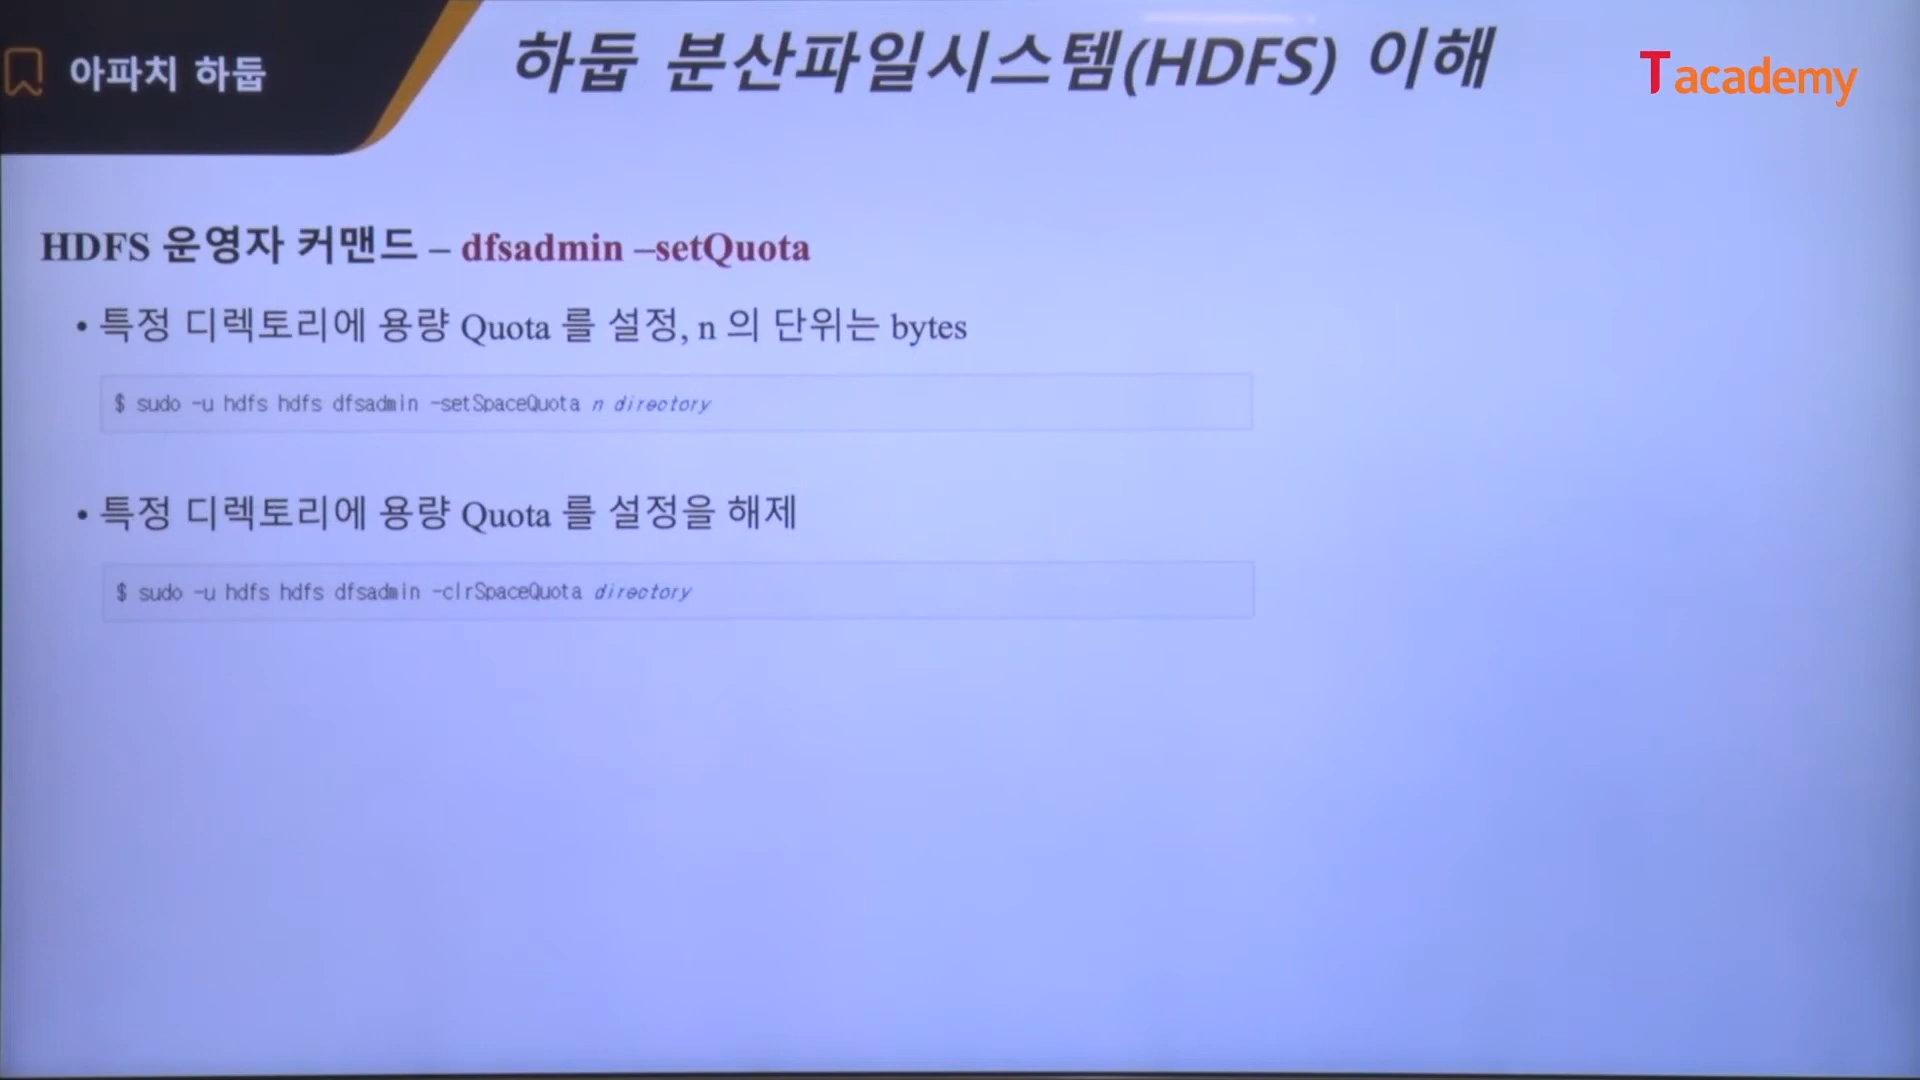 아파치 하둡
하둡 분산파일시스템(HDFS) 이해
Tacademy
HDFS 운영자 커맨드 – dfsadmin –setQuota
• 특정 디렉토리에 용량 Quota 를 설정, n 의 단위는 bytes
$ sudo -u hdfs hdfs dfsadmin -setSpaceQuota n directory
• 특정 디렉토리에 용량 Quota 를 설정을 해제
$ sudo -u hdfs hdfs dfsadmin -clrSpaceQuota directory